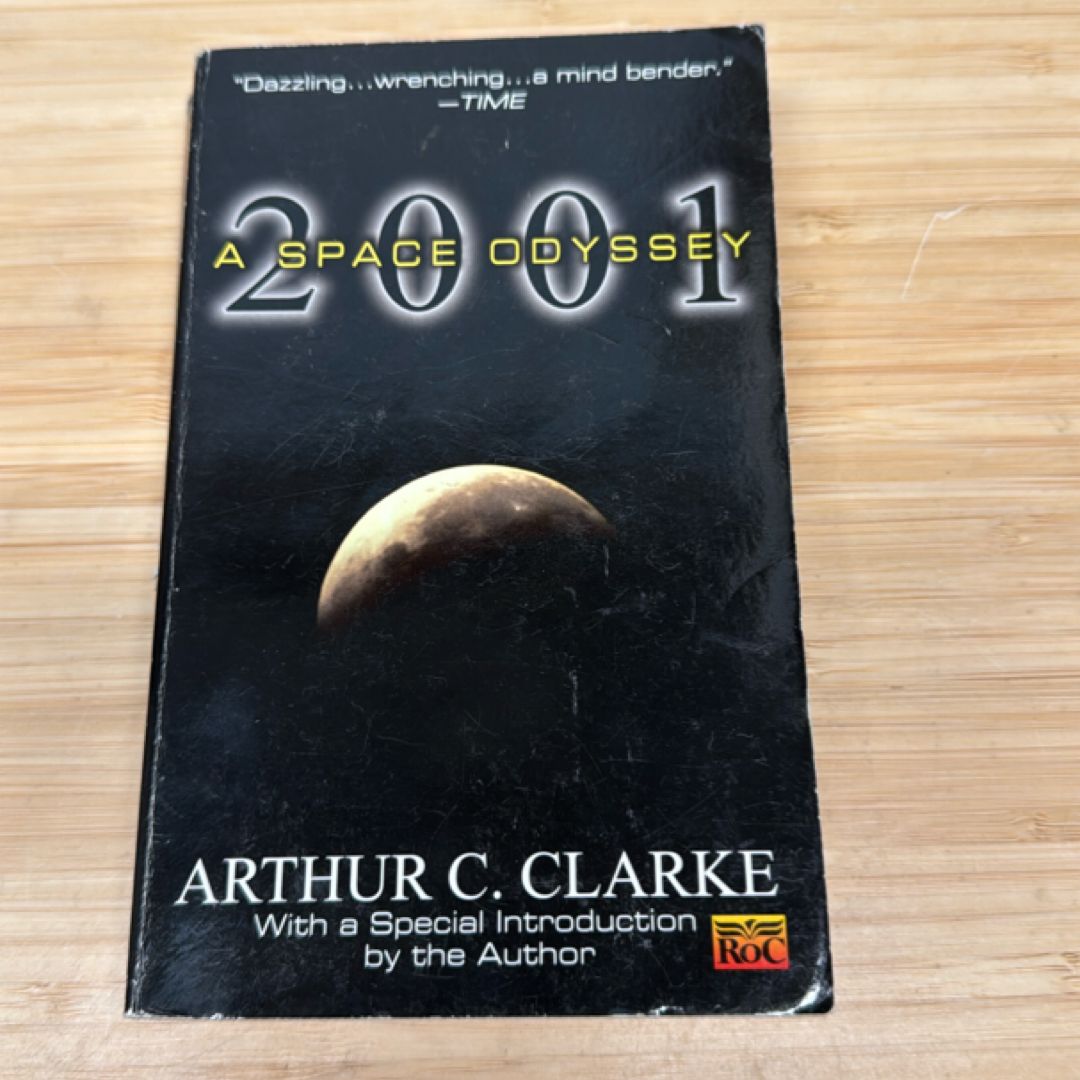 “Dazzling...wrenching...a mind bender.”
—TIME
2001
A SPACE ODYSSEY
ARTHUR C. CLARKE
With a Special Introduction
by the Author
ROC